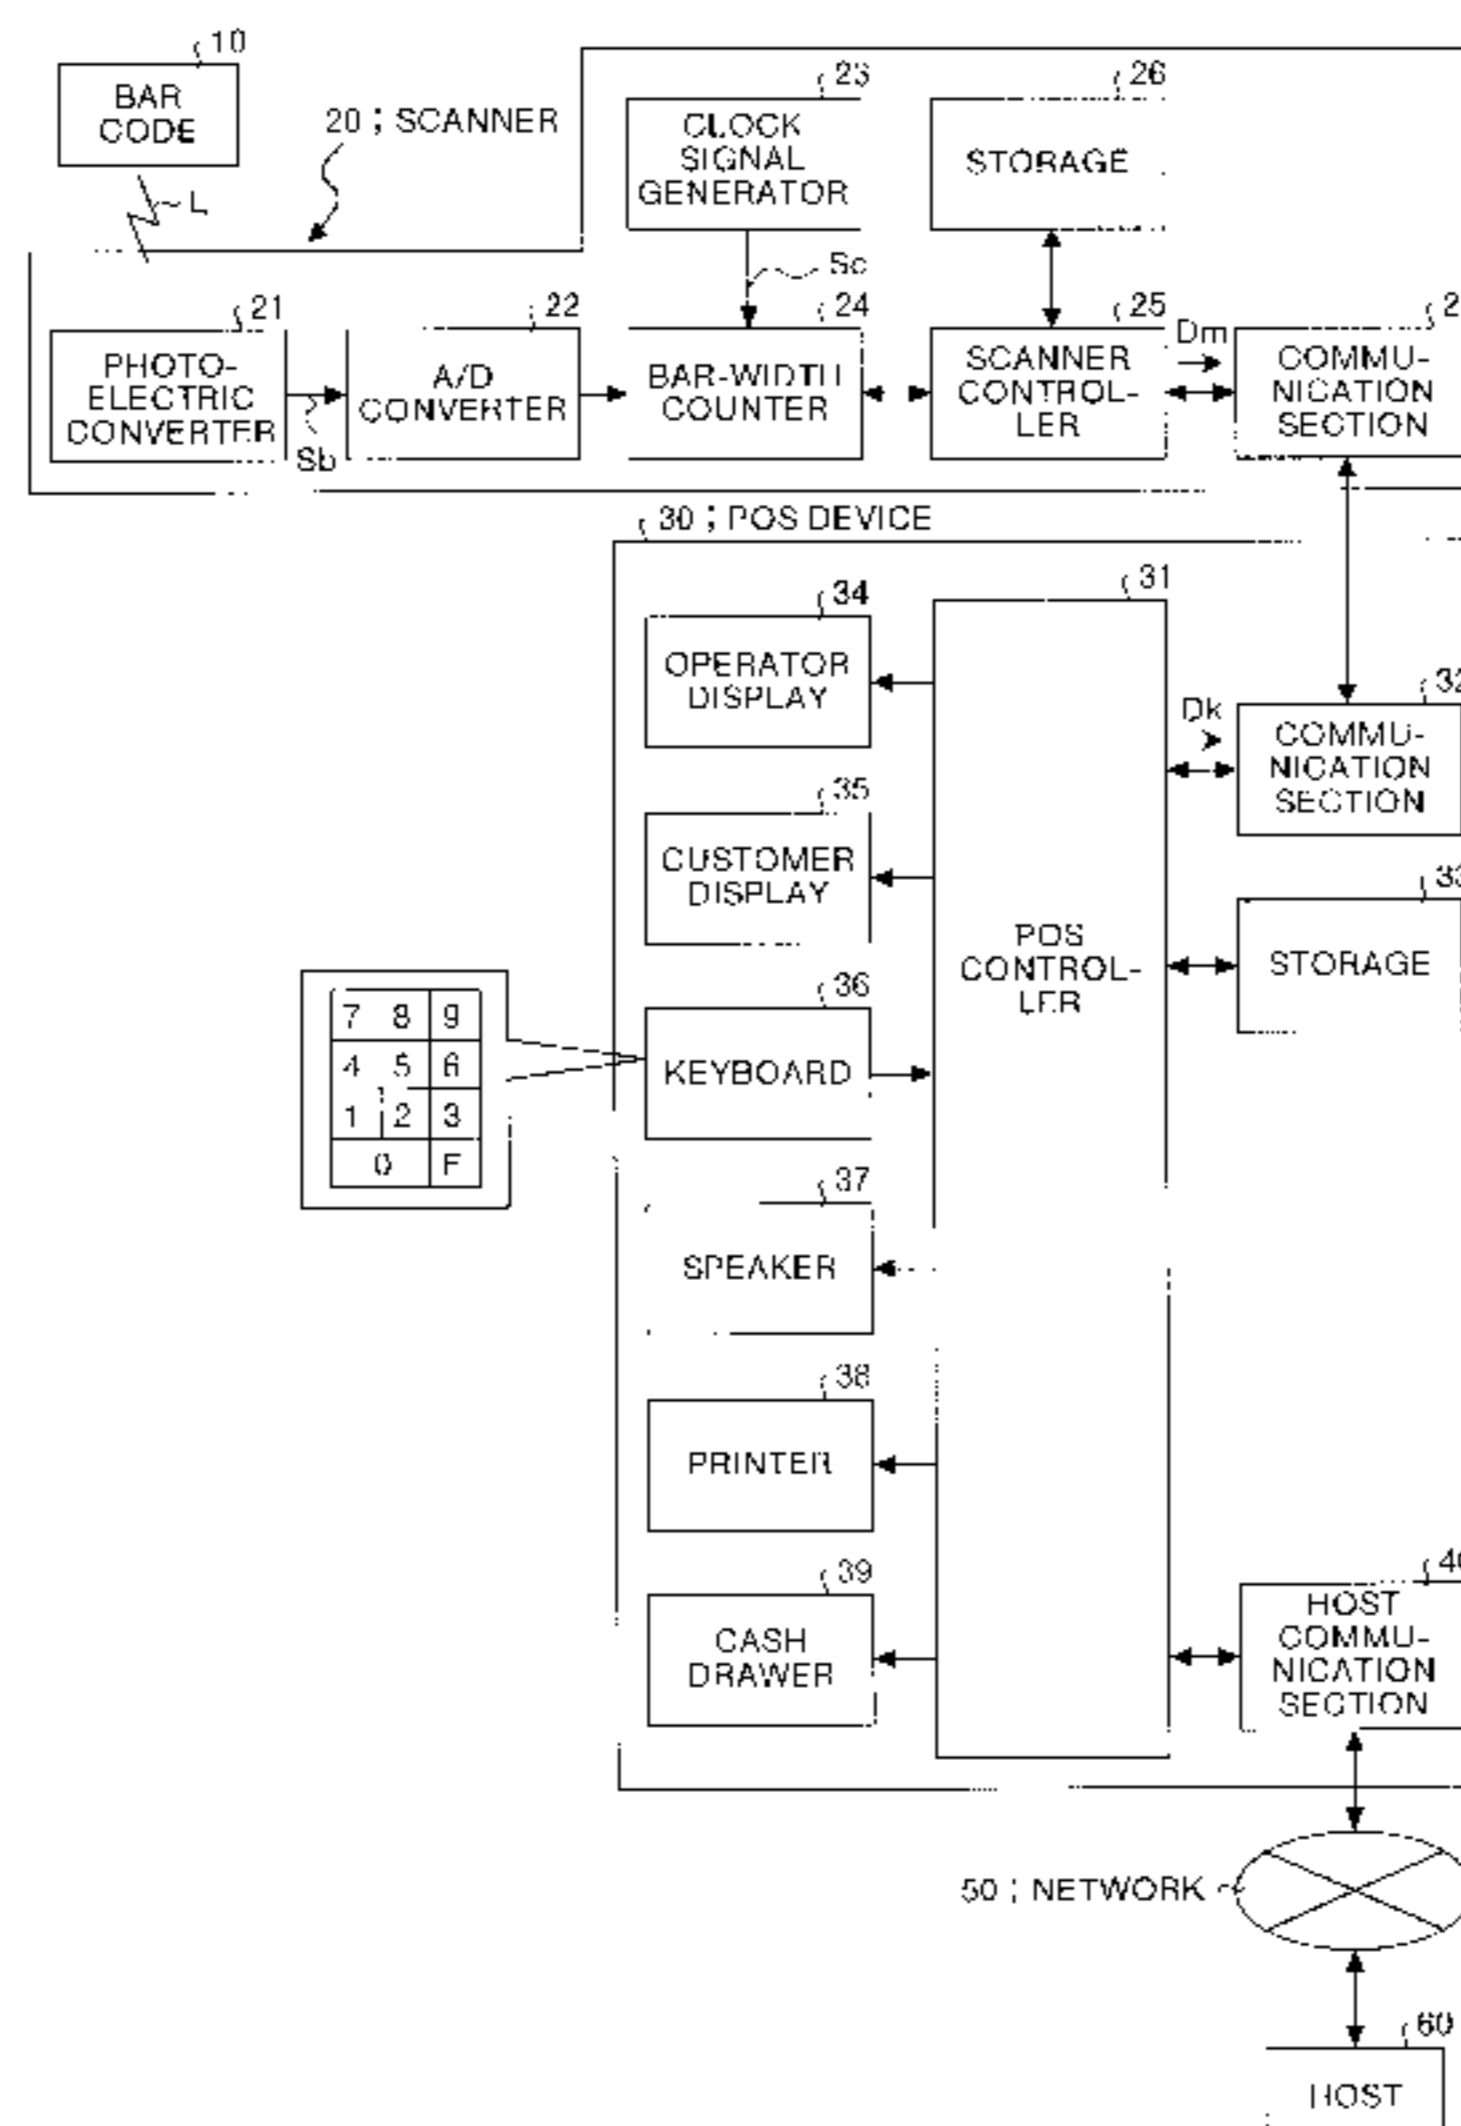 10
BAR
CODE
L
20 ; SCANNER
23
CLOCK
SIGNAL
GENERATOR
Sc
26
STORAGE
21
PHOTO-
ELECTRIC
CONVERTER
Sb
22
A/D
CONVERTER
24
BAR-WIDTH
COUNTER
25
SCANNER
CONTROL-
LER
Dm
COMMU-
NICATION
SECTION
30 ; POS DEVICE
34
OPERATOR
DISPLAY
31
POS
CONTROL-
LER
Dk
32
COMMU-
NICATION
SECTION
35
CUSTOMER
DISPLAY
33
STORAGE
36
KEYBOARD
7 8 9
4 5 6
1 2 3
0 F
37
SPEAKER
38
PRINTER
39
CASH
DRAWER
40
HOST
COMMU-
NICATION
SECTION
50 ; NETWORK
60
HOST